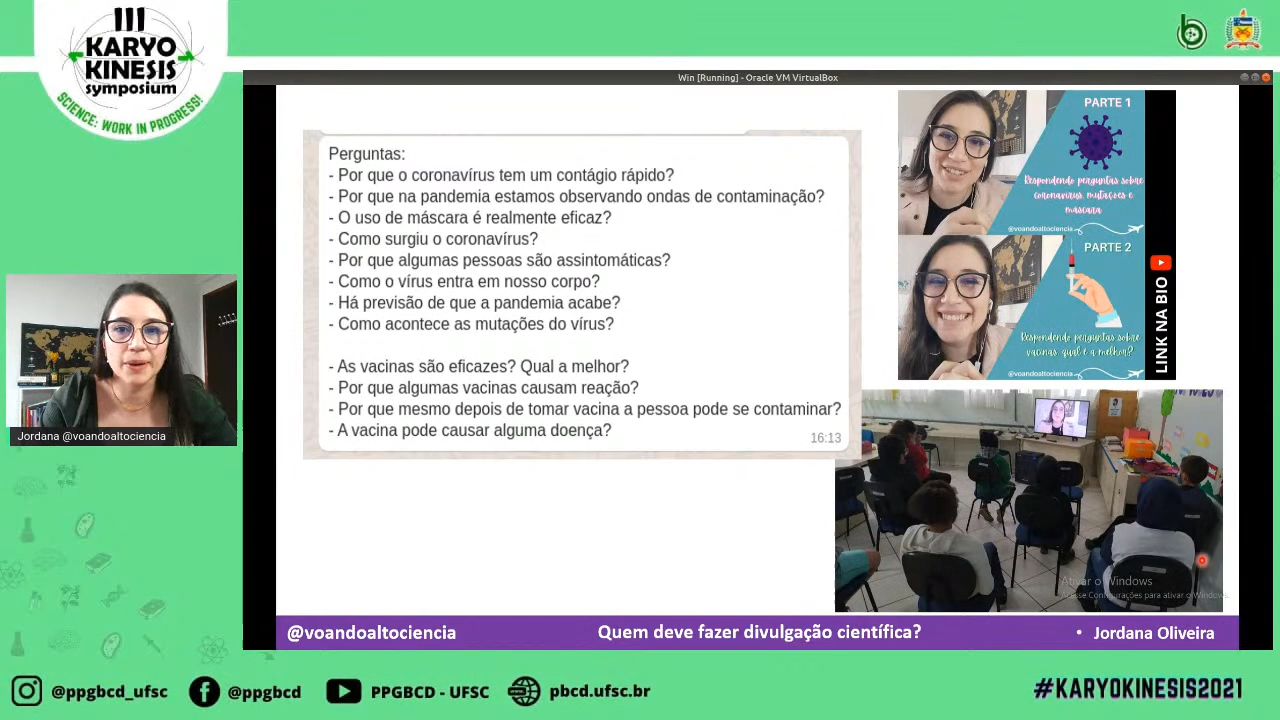 III
KARYO
KINESIS
symposium
SCIENCE: WORK IN PROGRESS!
Win [Running] - Oracle VM VirtualBox
Perguntas:
- Por que o coronavírus tem um contágio rápido?
- Por que na pandemia estamos observando ondas de contaminação?
- O uso de máscara é realmente eficaz?
- Como surgiu o coronavírus?
- Por que algumas pessoas são assintomáticas?
- Como o vírus entra em nosso corpo?
- Há previsão de que a pandemia acabe?
- Como acontece as mutações do vírus?
- As vacinas são eficazes? Qual a melhor?
- Por que algumas vacinas causam reação?
- Por que mesmo depois de tomar vacina a pessoa pode se contaminar?
- A vacina pode causar alguma doença?
16:13
PARTE 1
Respondendo perguntas sobre
coronavírus, mutações e
máscara
@voandoaltociencia
PARTE 2
Respondendo perguntas sobre
vacinas: qual é a melhor?
@voandoaltociencia
LINK NA BIO
Jordana @voandoaltociencia
Ativar o Windows
Acesse Configurações para ativar o Windows.
@voandoaltociencia
Quem deve fazer divulgação científica?
• Jordana Oliveira
@ppgbcd_ufsc
@ppgbcd
PPGBCD - UFSC
pbcd.ufsc.br
#KARYOKINESIS2021